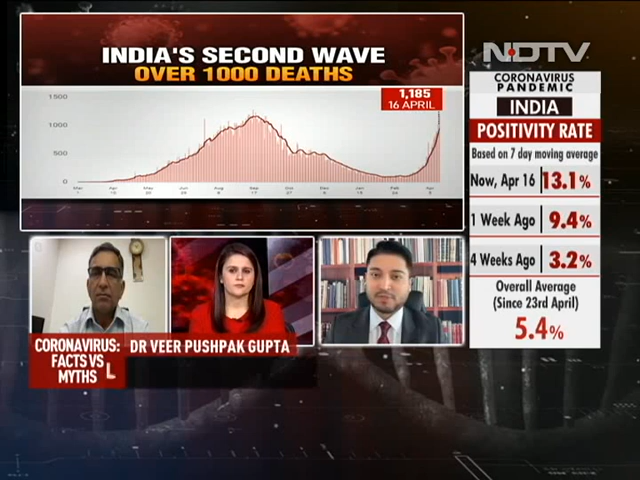 INDIA'S SECOND WAVE
OVER 1000 DEATHS
NDTV
1500
1,185
16 APRIL
1000
500
0
CORONAVIRUS
PANDEMIC
INDIA
POSITIVITY RATE
Based on 7 day moving average
Now, Apr 16 13.1%
1 Week Ago 9.4%
4 Weeks Ago 3.2%
Overall Average
(Since 23rd April)
5.4%
CORONAVIRUS:
FACTS VS
MYTHS
DR VEER PUSHPAK GUPTA